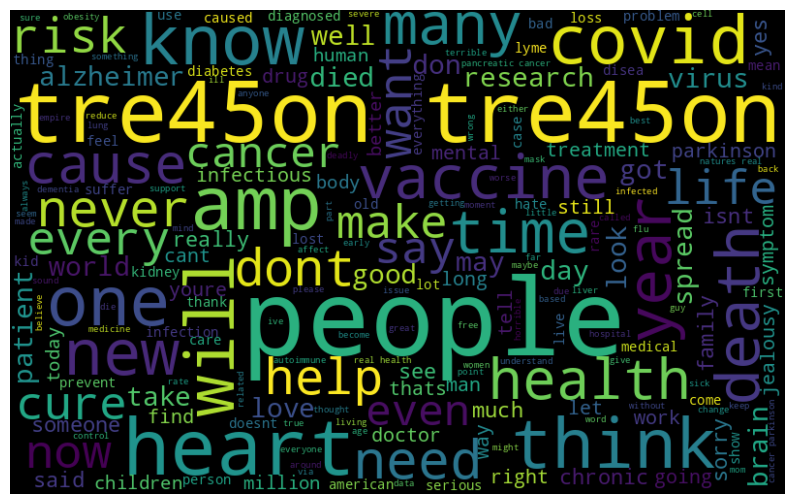 sure obesity
something
use
caused
diagnosed
severe
many
loss
problem
cell
risk
know
terrible
bad
lyme
covid
yes
thing
well
pancreatic cancer
mean
human
don
disea
alzheimer
diabetes
drug
died
want
research
virus
ill
anyone
kind
empire
reduce
better
everything
either
best
tre45on tre45on
actually
lung
feel
wrong
case
natures real
back
cause
cancer
deadly
mental
treatment
parkinson
mask
worse
dementia
suffer
infectious
body
vaccine
got
life
always
support
infected
never
amp
part
old
getting
moment
hate
still
isnt
seem
made
mind
make
time
little
rare
called
look
every
really
lost
say
flu
year
spread
death
symptom
kid
cant
affect
early
may
far
world
kidney
dont
good
long
day
maybe
due
liver
first
sound
youre
lot
tell
based
guy
one
will
thank
please
issue
live
medical
family
jealousy
believe
die
people
horrible
patient
infection
ive
become
great
free
hospital
today
medicine
care
new
autoimmune
real health
women
understand
give
sick
prevent
rate
help
see
point
health
come
thats
man
related
cure
take
love
doesnt
thought
even
much
let
without
change
keep
someone
find
true
living
age
doctor
way
might
word
work
sorry
show
brain
cancer parkinson
now
control
everyone
around
heart
need
think
mom
said
children
person
million
via
american
data
serious
right
chronic
going